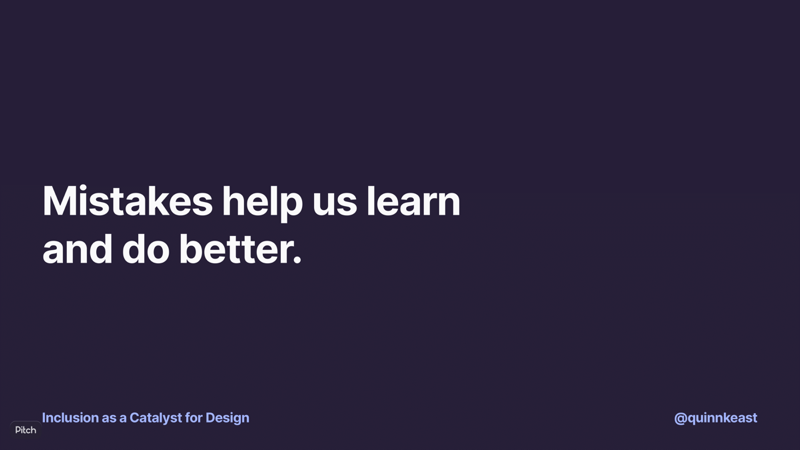 Mistakes help us learn
and do better.
Inclusion as a Catalyst for Design
@quinnkeast
Pitch